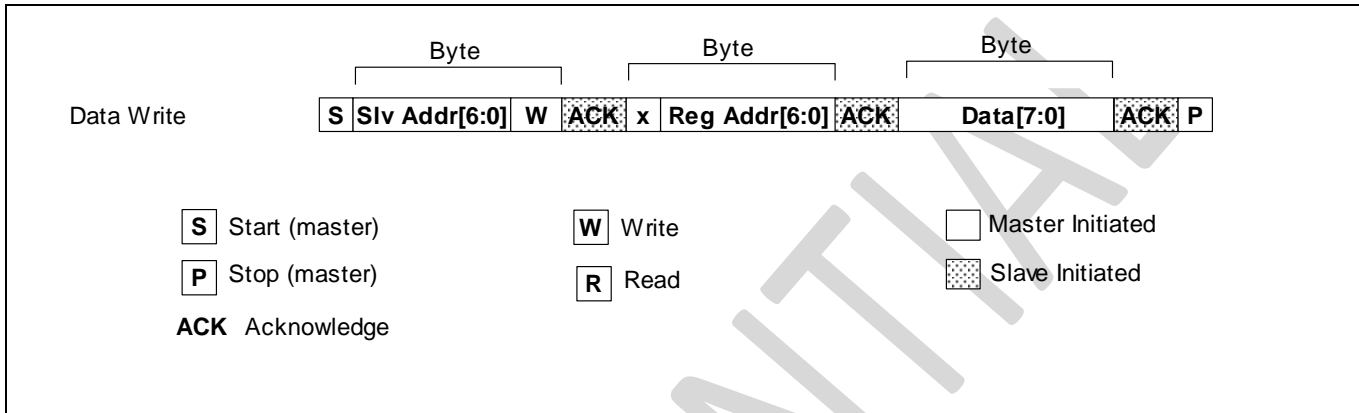 Byte Byte Byte
Data Write S Slv Addr[6:0] W ACK x Reg Addr[6:0] ACK Data[7:0] ACK P
S Start (master) W Write Master Initiated
P Stop (master) R Read Slave Initiated
ACK Acknowledge
NTIAL